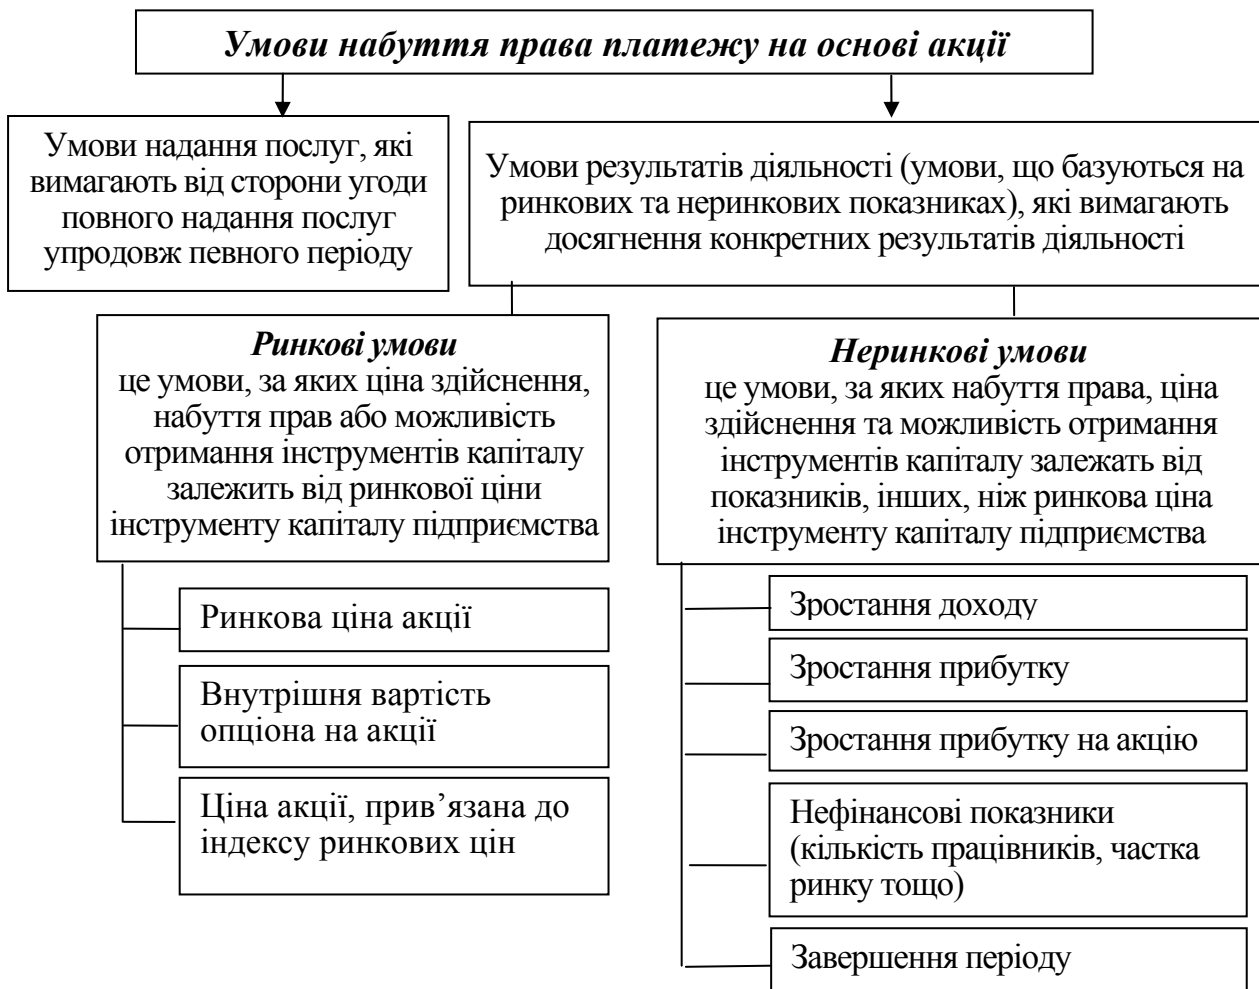 Умови набуття права платежу на основі акції
Умови надання послуг, які
вимагають від сторони угоди
повного надання послуг
упродовж певного періоду
Умови результатів діяльності (умови, що базуються на
ринкових та неринкових показниках), які вимагають
досягнення конкретних результатів діяльності
Ринкові умови
це умови, за яких ціна здійснення,
набуття прав або можливість
отримання інструментів капіталу
залежить від ринкової ціни
інструменту капіталу підприємства
Ринкова ціна акції
Внутрішня вартість
опціона на акції
Ціна акції, прив’язана до
індексу ринкових цін
Неринкові умови
це умови, за яких набуття права, ціна
здійснення та можливість отримання
інструментів капіталу залежать від
показників, інших, ніж ринкова ціна
інструменту капіталу підприємства
Зростання доходу
Зростання прибутку
Зростання прибутку на акцію
Нефінансові показники
(кількість працівників, частка
ринку тощо)
Завершення періоду